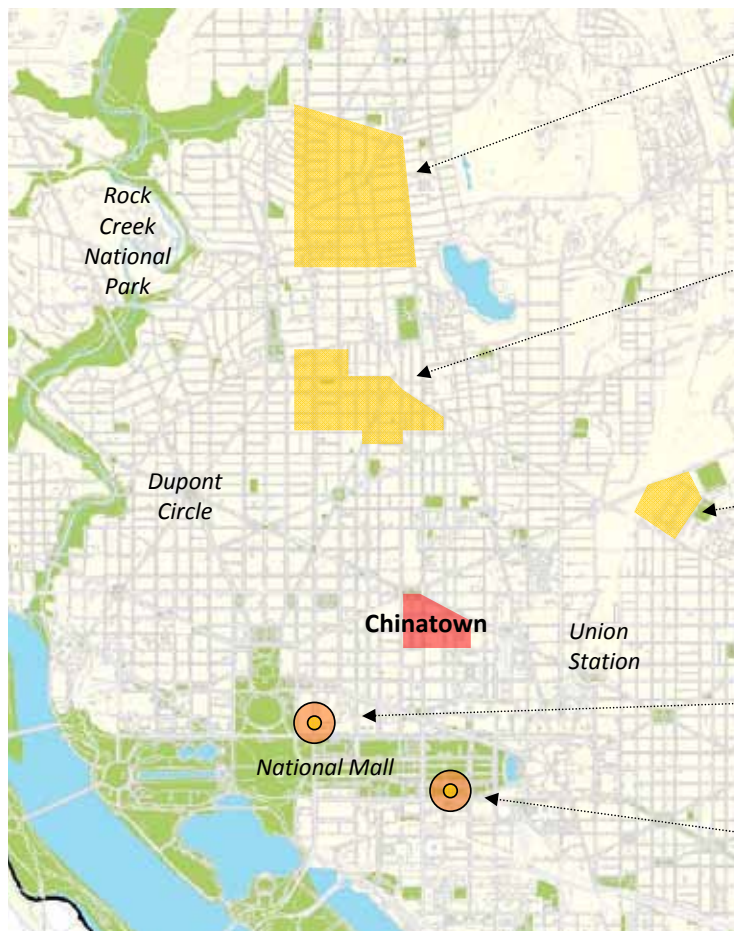 Rock
Creek
National
Park
Dupont
Circle
Chinatown
Union
Station
National Mall